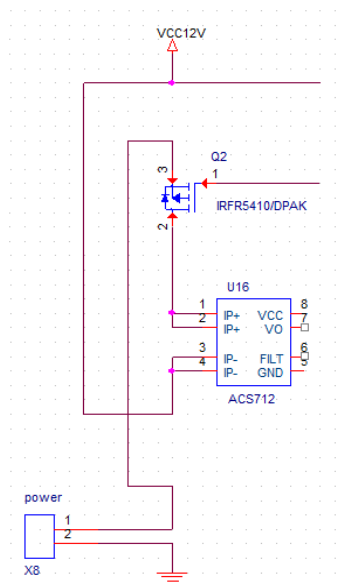 VCC12V
Q2
3
1
IRFR5410/DPAK
2
U16
1 IP+ VCC 8
2 IP+ VO 7
3 IP- FILT 6
4 IP- GND 5
ACS712
power
1
2
X8